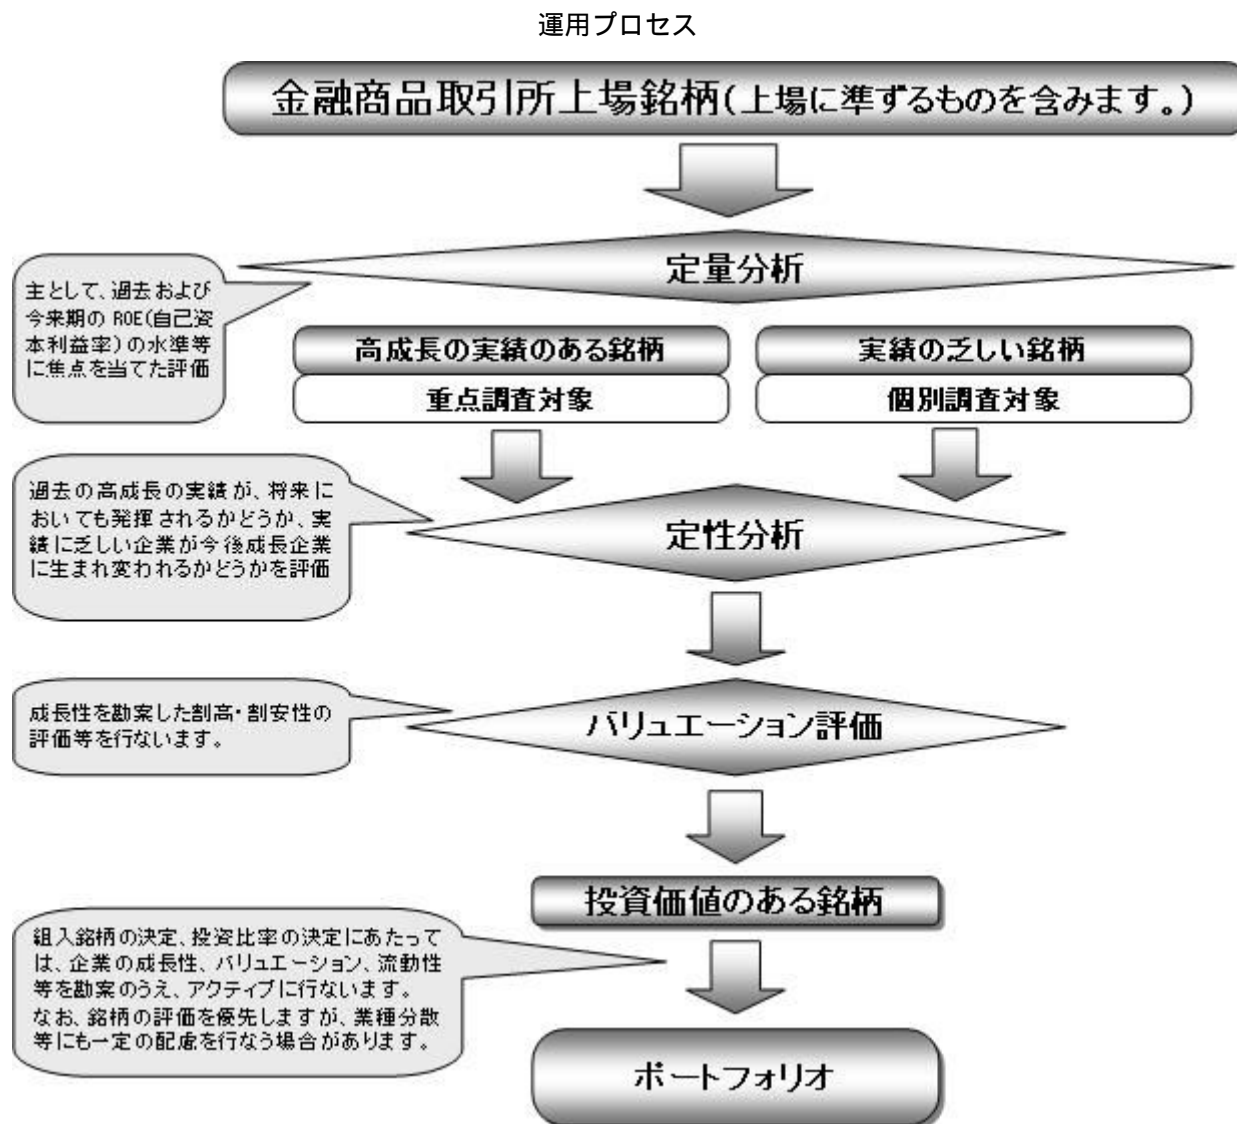 運用プロセス
金融商品取引所上場銘柄(上場に準ずるものを含みます。)
定量分析
主として、過去および
今来期の ROE(自己資
本利益率)の水準等
に焦点を当てた評価
高成長の実績のある銘柄
重点調査対象
実績の乏しい銘柄
個別調査対象
過去の高成長の実績が、将来に
おいても発揮されるかどうか、実
績に乏しい企業が今後成長企業
に生まれ変われるかどうかを評価
定性分析
成長性を勘案した割高・割安性の
評価等を行ないます。
バリュエーション評価
投資価値のある銘柄
組入銘柄の決定、投資比率の決定にあたって
は、企業の成長性、バリュエーション、流動性
等を勘案のうえ、アクティブに行ないます。
なお、銘柄の評価を優先しますが、業種分散
等にも一定の配慮を行なう場合があります。
ポートフォリオ